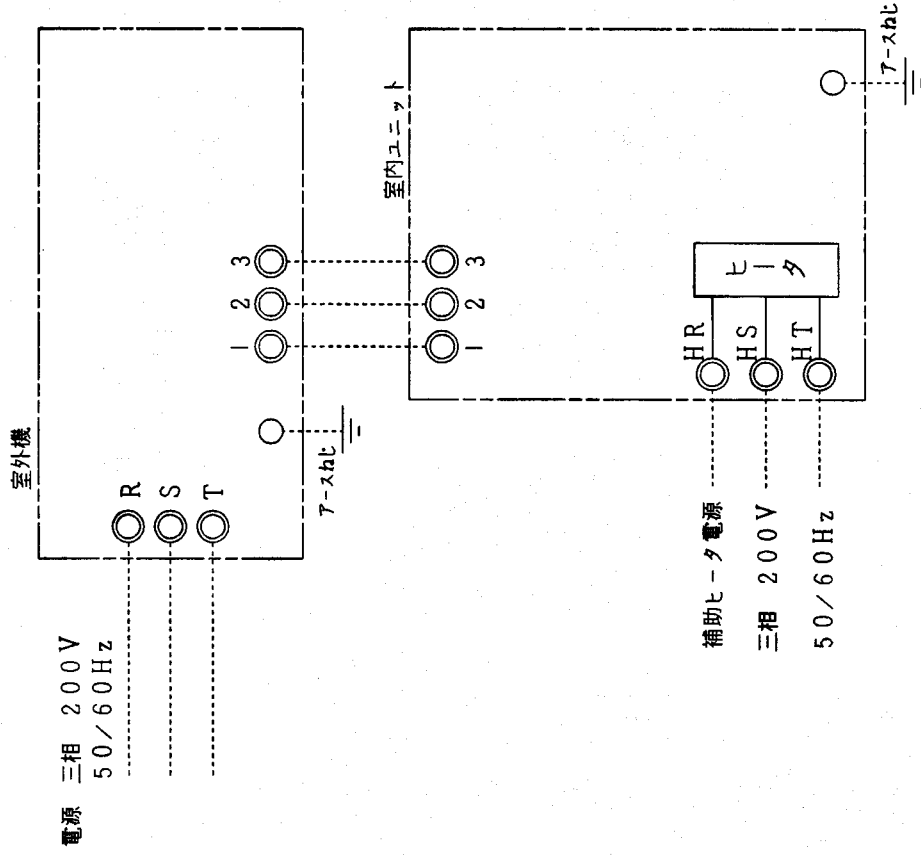 室外機
電源 三相 200V
50/60Hz
R
S
T
アースねじ
1
2
3
室内ユニット
1
2
3
補助ヒータ電源
三相 200V
50/60Hz
HR
HS
HT
ヒータ
アースねじ